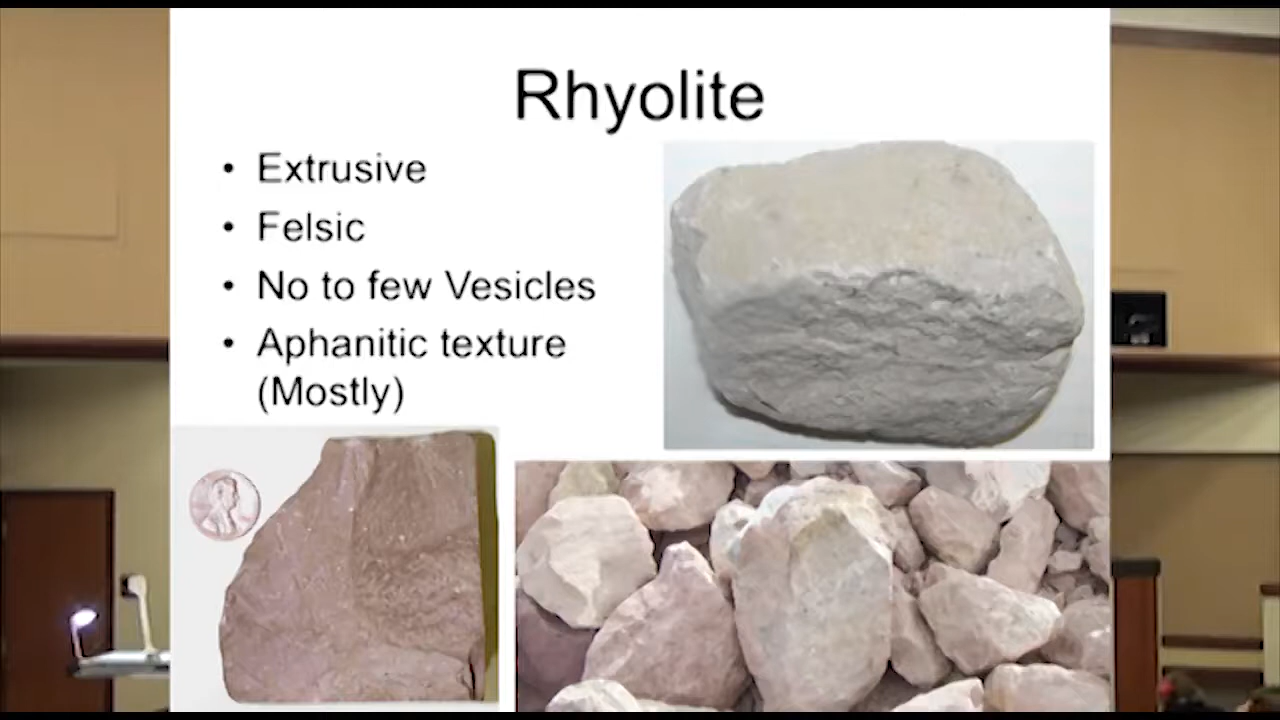 Rhyolite
• Extrusive
• Felsic
• No to few Vesicles
• Aphanitic texture
(Mostly)